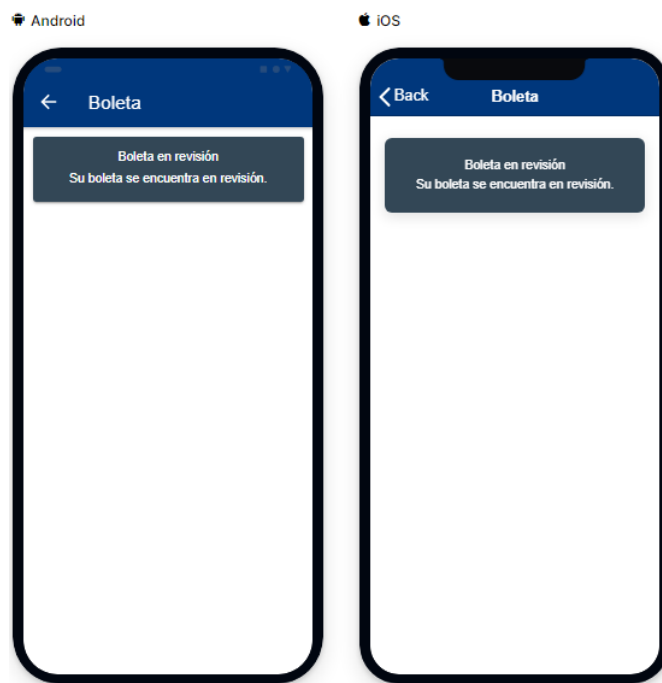 Android
Boleta
Boleta en revisión
Su boleta se encuentra en revisión.
iOS
Back
Boleta
Boleta en revisión
Su boleta se encuentra en revisión.